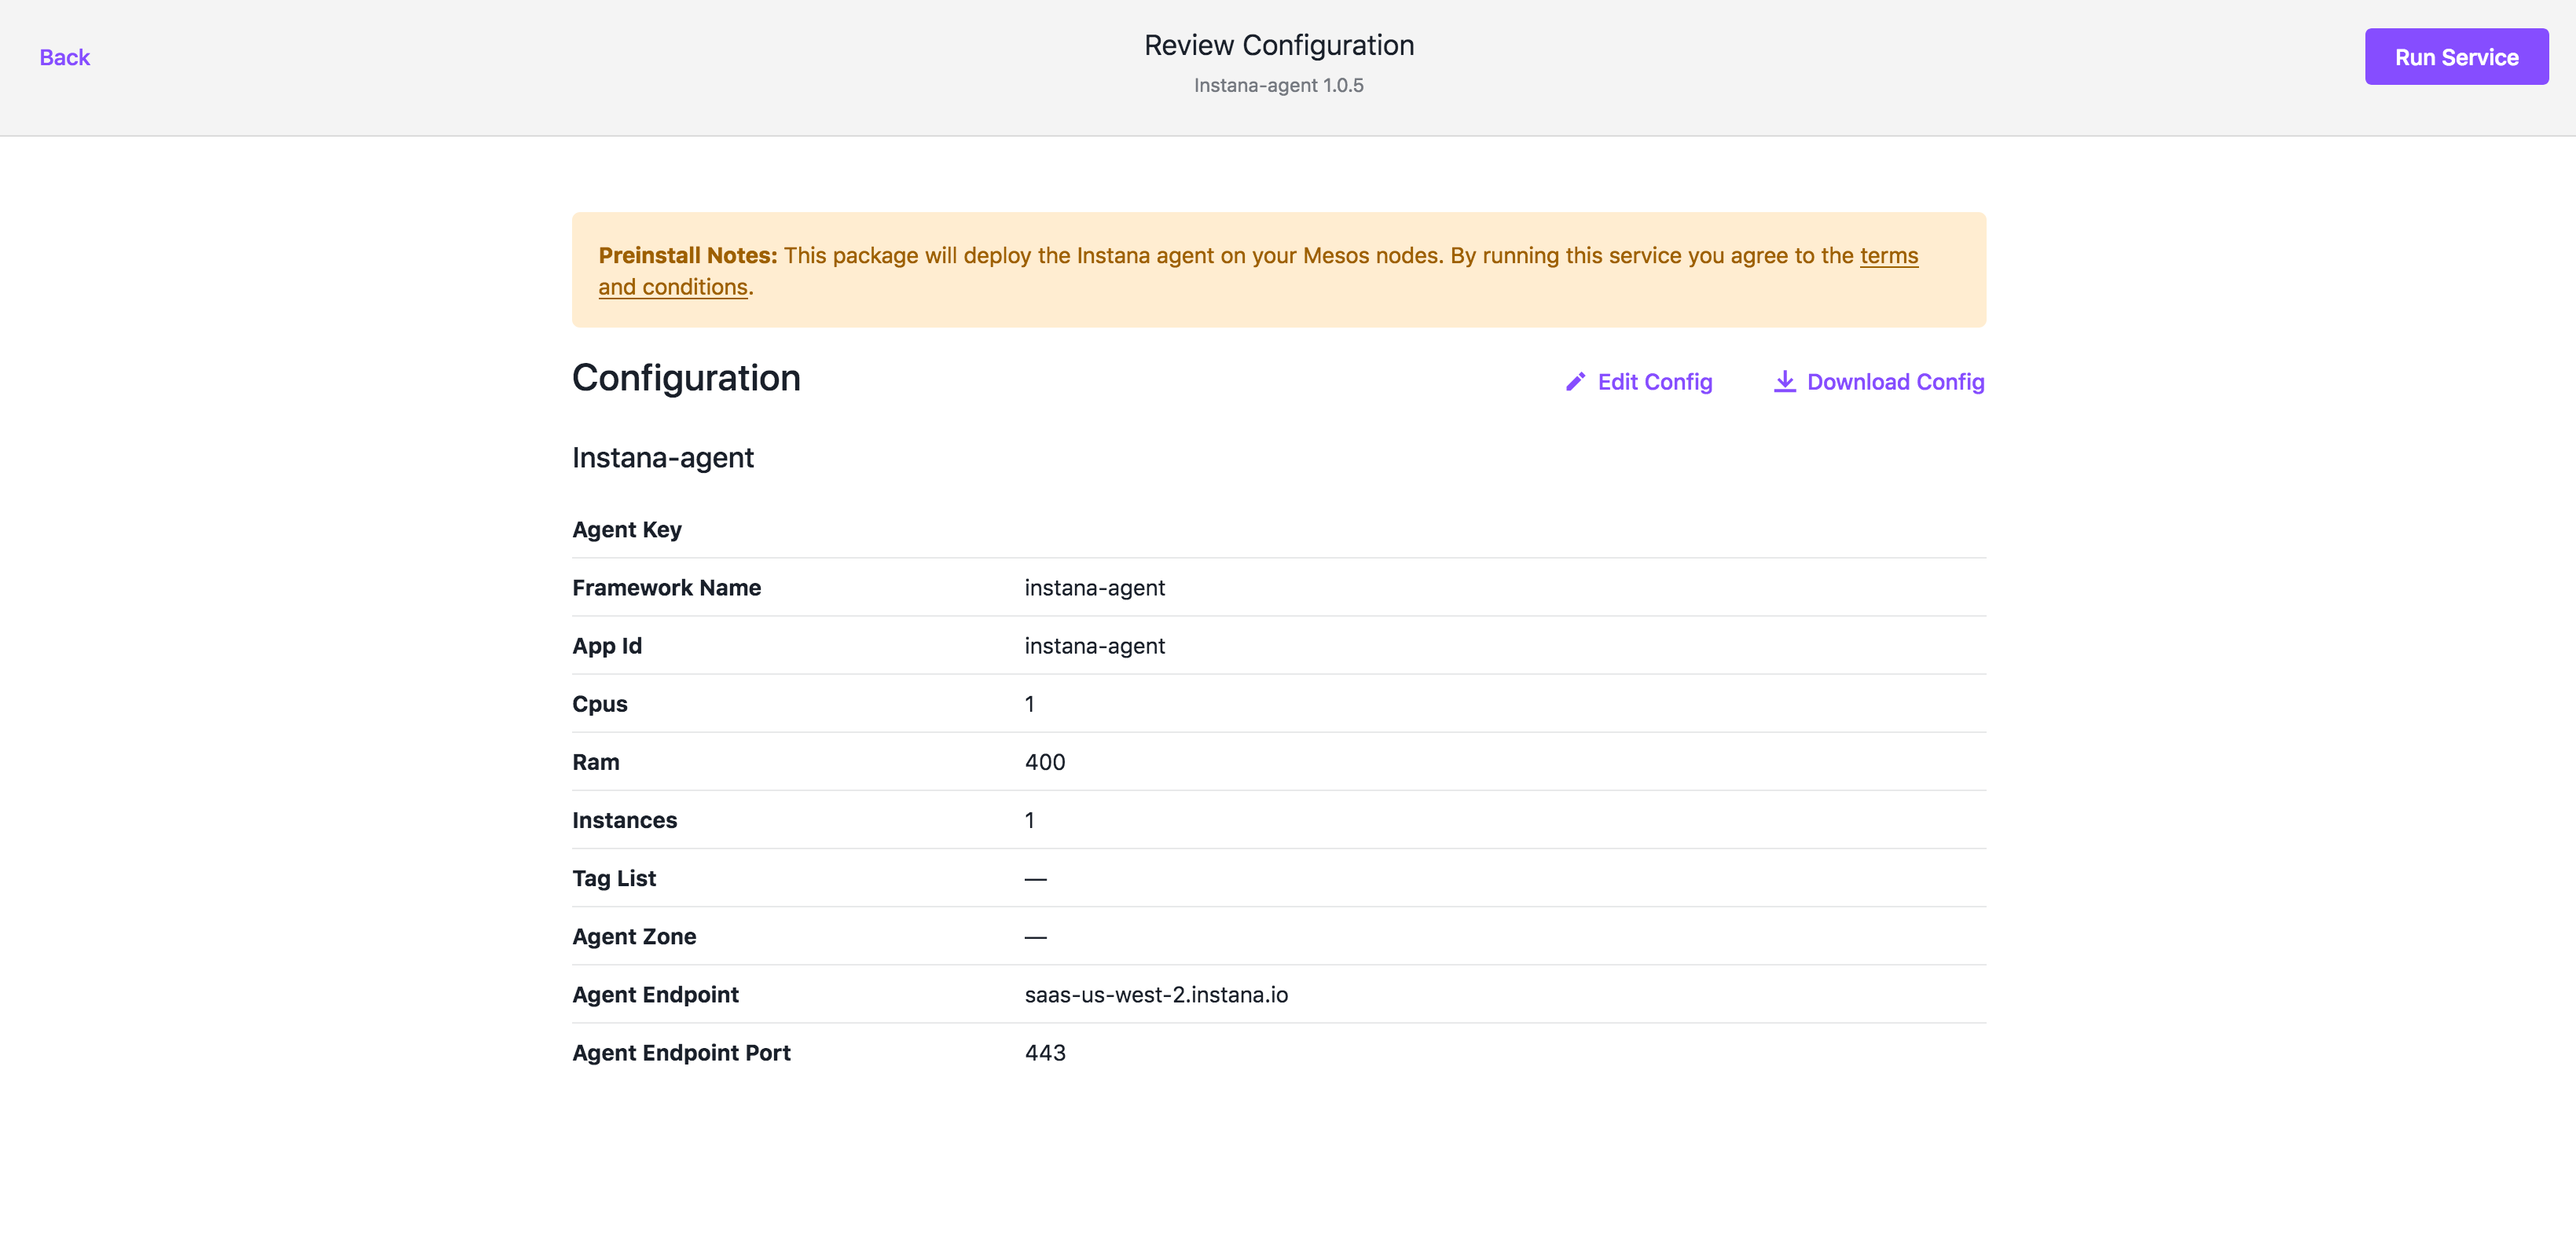 Back
Review Configuration
Instana-agent 1.0.5
Run Service
Preinstall Notes: This package will deploy the Instana agent on your Mesos nodes. By running this service you agree to the terms
and conditions.
Configuration
Edit Config
Download Config
Instana-agent
Agent Key
Framework Name instana-agent
App Id instana-agent
Cpus 1
Ram 400
Instances 1
Tag List —
Agent Zone —
Agent Endpoint saas-us-west-2.instana.io
Agent Endpoint Port 443